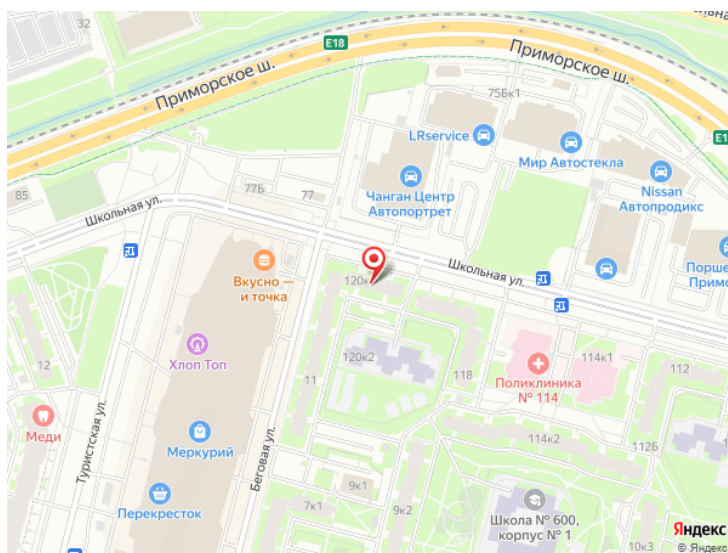 32
E18
Приморское ш.
Приморское ш.
E1
75Бк1
LRservice
Мир Автостекла
Чанган Центр
Автопортрет
Nissan
Автопродикс
85
77Б
77
Школьная ул.
Школьная ул.
Порше
Примо
Вкусно —
и точка
120к
Хлоп Топ
120к2
118
114к1
112
Поликлиника
№ 114
12
11
Меди
Туристская ул.
Меркурий
Беговая ул.
114к2
112Б
Перекресток
7к1
9к1
9к2
Школа № 600,
корпус № 1
10к3
Яндекс
© Яндекс